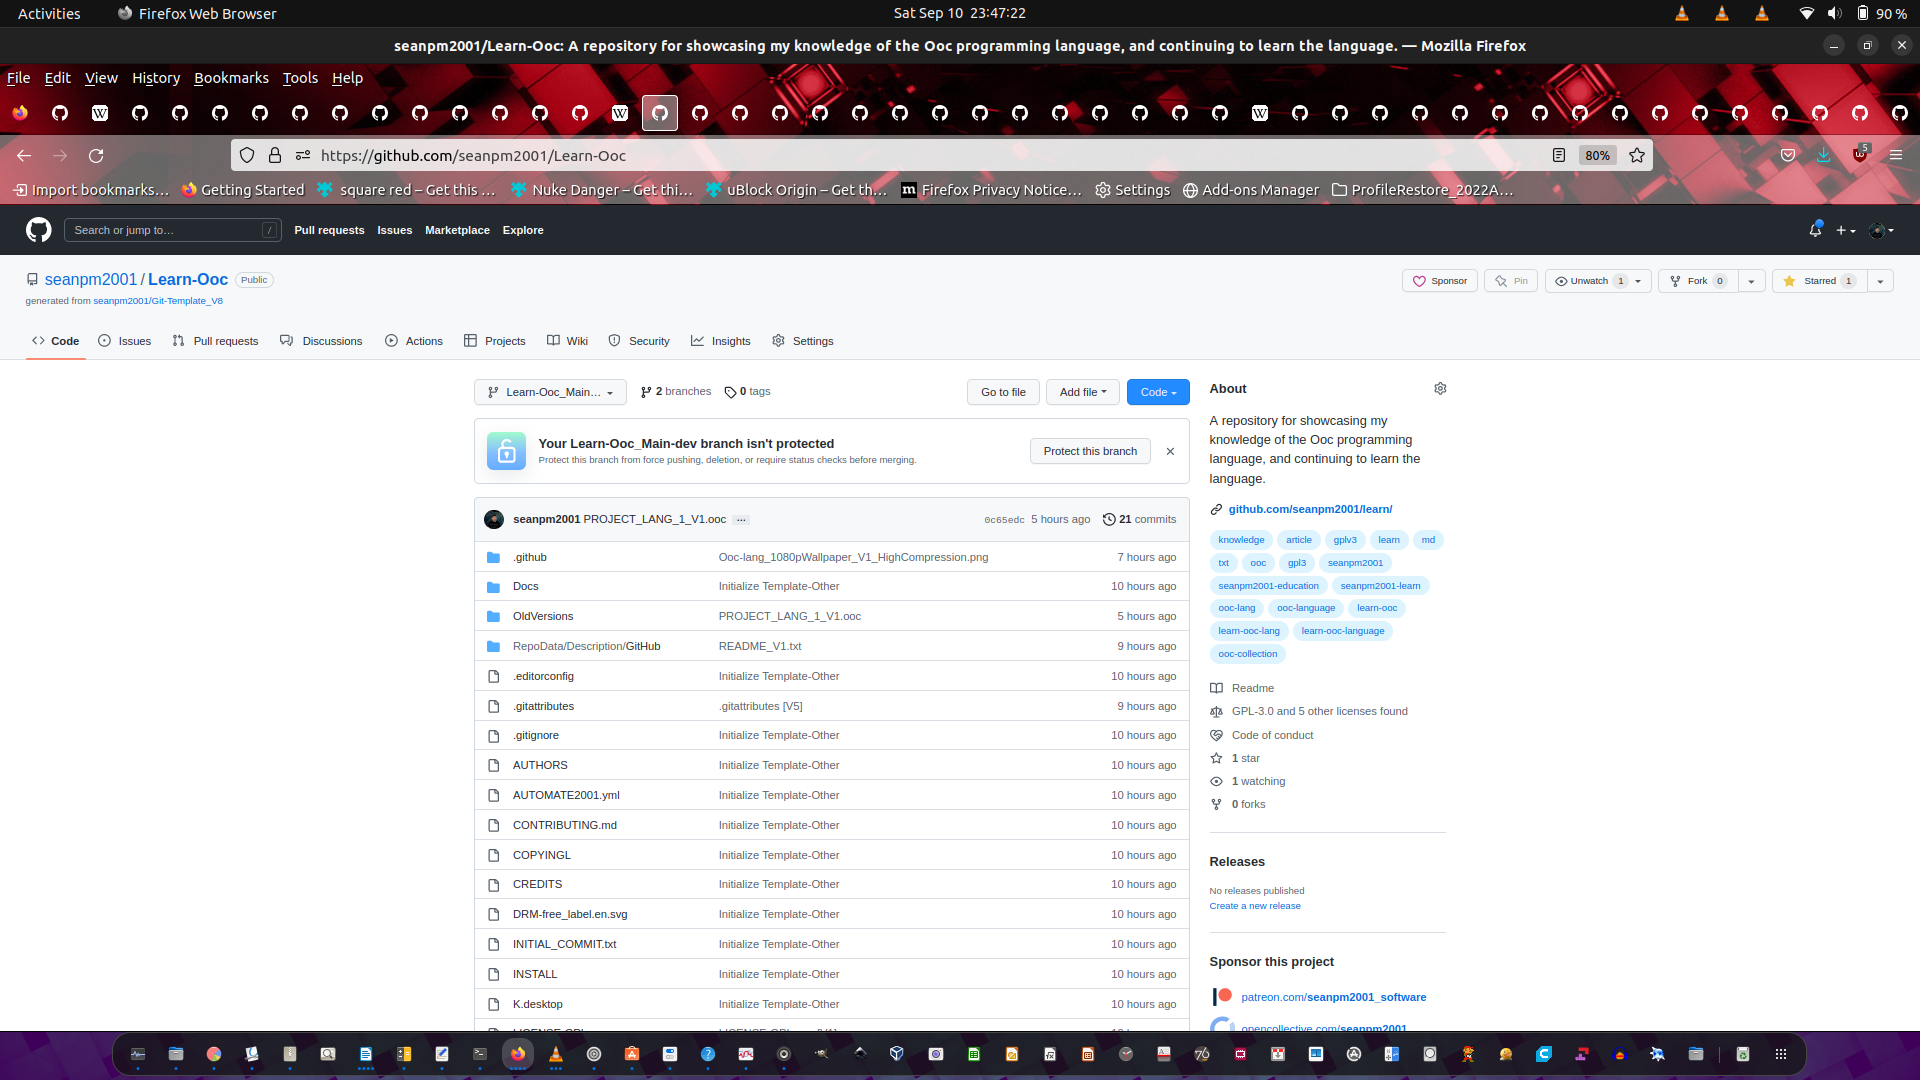 Activities
Firefox Web Browser
Sat Sep 10 23:47:22
90 %
seanpm2001/Learn-Ooc: A repository for showcasing my knowledge of the Ooc programming language, and continuing to learn the language. — Mozilla Firefox
File Edit View History Bookmarks Tools Help
https://github.com/seanpm2001/Learn-Ooc
80%
5
Import bookmarks…
Getting Started
square red – Get this …
Nuke Danger – Get thi…
uBlock Origin – Get th…
Firefox Privacy Notice…
Settings
Add-ons Manager
ProfileRestore_2022A…
Search or jump to…
/
Pull requests
Issues
Marketplace
Explore
seanpm2001 / Learn-Ooc
Public
generated from seanpm2001/Git-Template_V8
Sponsor
Pin
Unwatch 1
Fork 0
Starred 1
Code
Issues
Pull requests
Discussions
Actions
Projects
Wiki
Security
Insights
Settings
Learn-Ooc_Main…
2 branches
0 tags
Go to file
Add file
Code
Your Learn-Ooc_Main-dev branch isn't protected
Protect this branch from force pushing, deletion, or require status checks before merging.
Protect this branch
seanpm2001 PROJECT_LANG_1_V1.ooc …
0c65edc 5 hours ago
21 commits
.github Ooc-lang_1080pWallpaper_V1_HighCompression.png 7 hours ago
Docs Initialize Template-Other 10 hours ago
OldVersions PROJECT_LANG_1_V1.ooc 5 hours ago
RepoData/Description/GitHub README_V1.txt 9 hours ago
.editorconfig Initialize Template-Other 10 hours ago
.gitattributes .gitattributes [V5] 9 hours ago
.gitignore Initialize Template-Other 10 hours ago
AUTHORS Initialize Template-Other 10 hours ago
AUTOMATE2001.yml Initialize Template-Other 10 hours ago
CONTRIBUTING.md Initialize Template-Other 10 hours ago
COPYINGL Initialize Template-Other 10 hours ago
CREDITS Initialize Template-Other 10 hours ago
DRM-free_label.en.svg Initialize Template-Other 10 hours ago
INITIAL_COMMIT.txt Initialize Template-Other 10 hours ago
INSTALL Initialize Template-Other 10 hours ago
K.desktop Initialize Template-Other 10 hours ago
About
A repository for showcasing my
knowledge of the Ooc programming
language, and continuing to learn the
language.
github.com/seanpm2001/learn/
knowledge article gplv3 learn md
txt ooc gpl3 seanpm2001
seanpm2001-education seanpm2001-learn
ooc-lang ooc-language learn-ooc
learn-ooc-lang learn-ooc-language
ooc-collection
Readme
GPL-3.0 and 5 other licenses found
Code of conduct
1 star
1 watching
0 forks
Releases
No releases published
Create a new release
Sponsor this project
patreon.com/seanpm2001_software
opencollective.com/seanpm2001